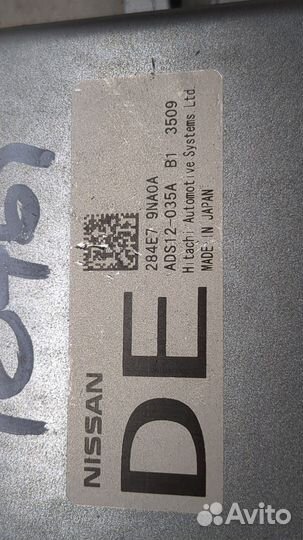 284E7 9NA0A
ADS12-035A B1 3509
Hitachi Automotive Systems Ltd.
MADE IN JAPAN
NISSAN
DE
Avito